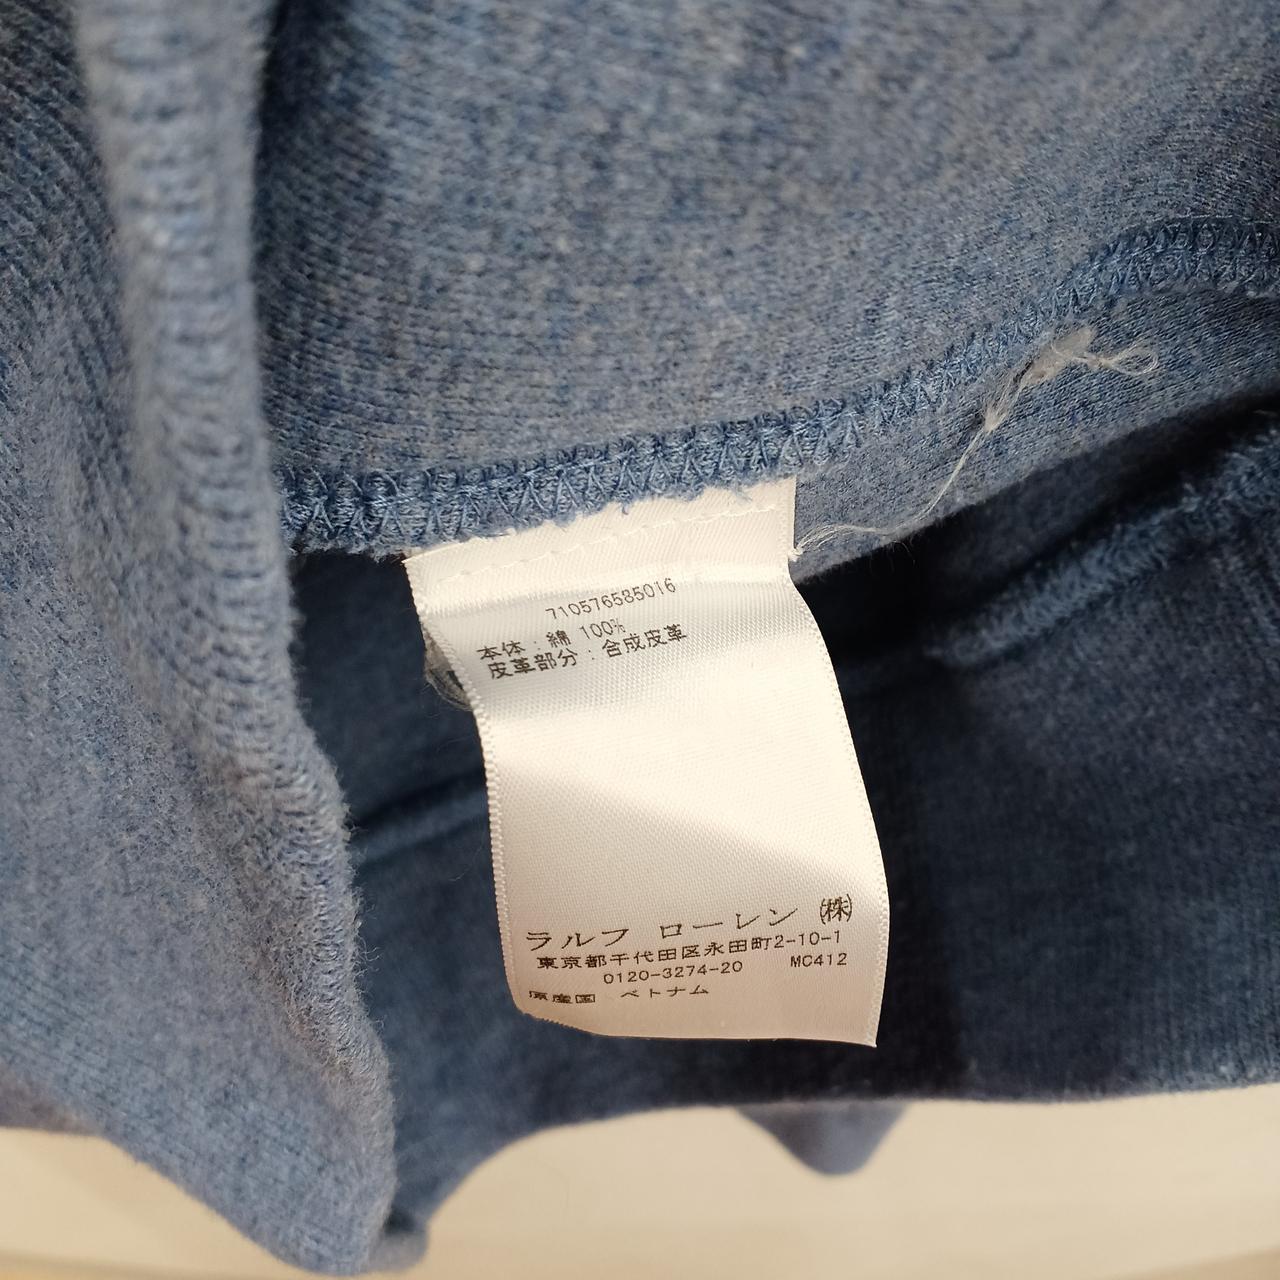 710576585016
本体:綿 100%
皮革部分:合成皮革
ラルフ ローレン ㈱
東京都千代田区永田町2-10-1
0120-3274-20 MC412
原産国 ベトナム